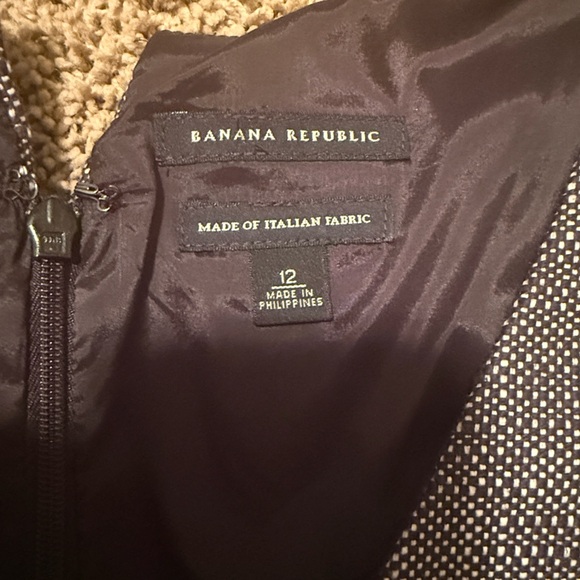 BANANA REPUBLIC
MADE OF ITALIAN FABRIC
12
MADE IN
PHILIPPINES